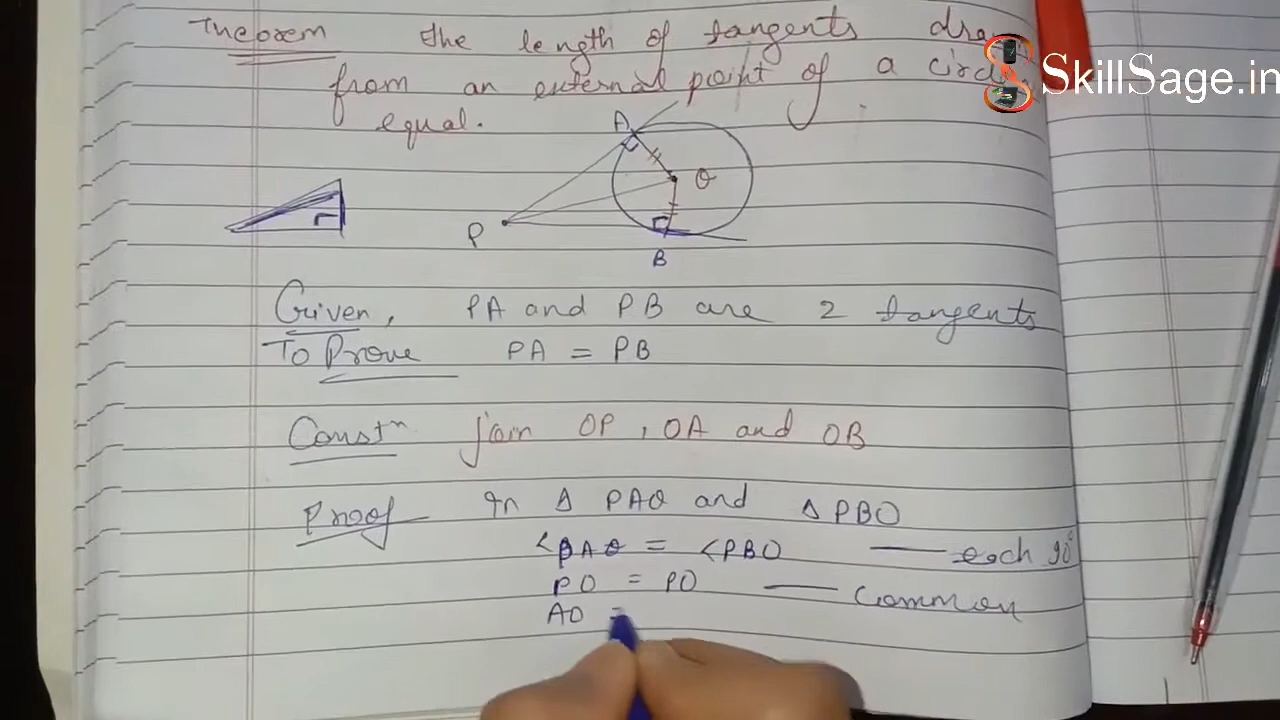 Theorem the length of tangents dra
from an external point of a circ
equal.
SkillSage.in
A
O
P
B
Given, PA and PB are 2 tangents
To Prove PA = PB
Constⁿ join OP, OA and OB
Proof In Δ PAO and Δ PBO
<PAO = <PBO — each 90°
PO = PO — Common
AO =